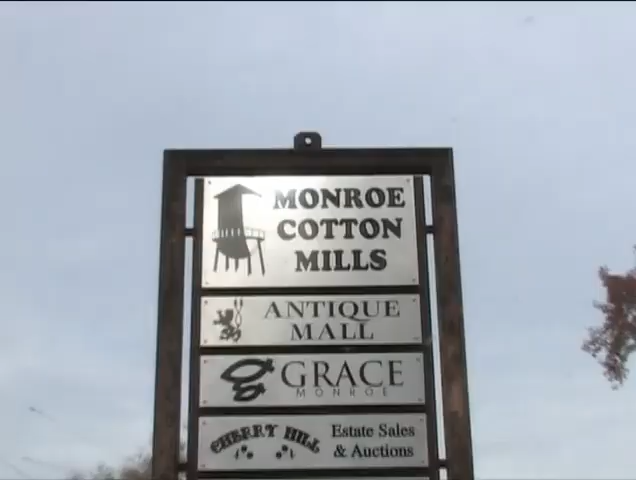 MONROE
COTTON
MILLS
ANTIQUE
MALL
GRACE
MONROE
CHERRY HILL
Estate Sales
& Auctions